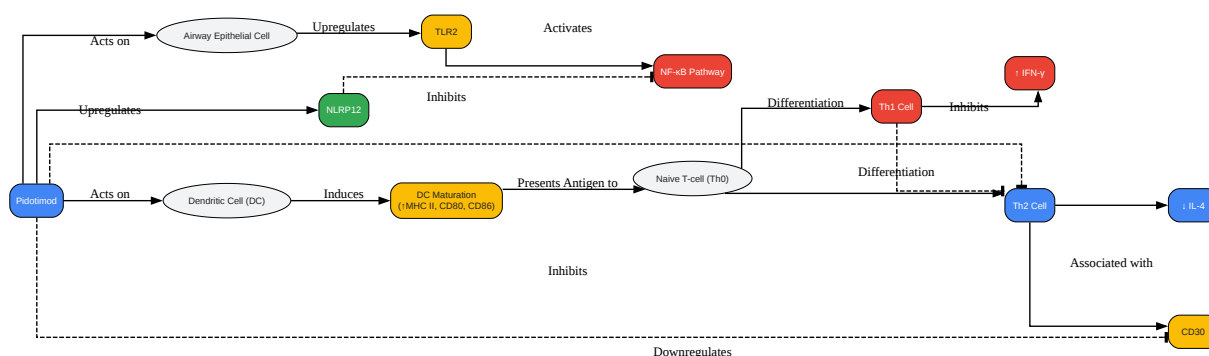 Activates
Airway Epithelial Cell
Upregulates
TLR2
Acts on
NF-κB Pathway
↑ IFN-γ
Inhibits
Upregulates
NLRP12
Differentiation
Th1 Cell
Inhibits
Differentiation
Pidotimod
Acts on
Dendritic Cell (DC)
Induces
DC Maturation
(↑MHC II, CD80, CD86)
Presents Antigen to
Naive T-cell (Th0)
Th2 Cell
↓ IL-4
Inhibits
Associated with
CD30
Downregulates